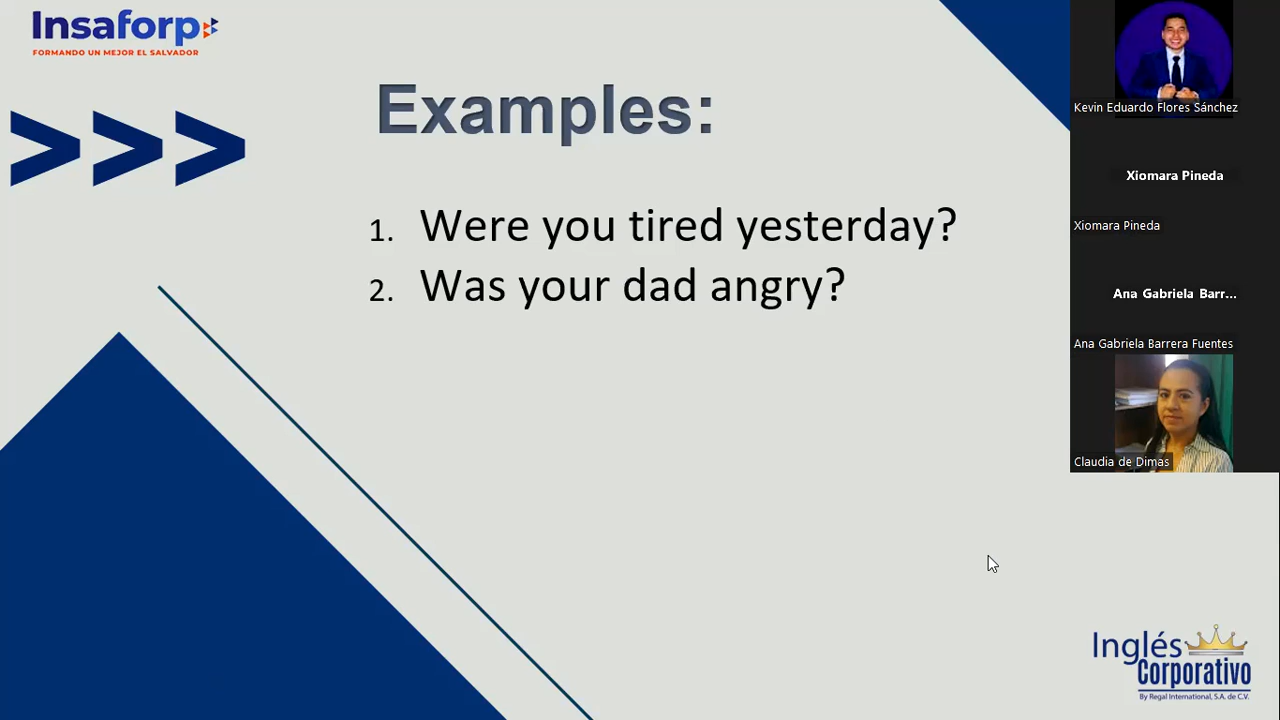 Insaforp
FORMANDO UN MEJOR EL SALVADOR
>>>
Examples:
1. Were you tired yesterday?
2. Was your dad angry?
Kevin Eduardo Flores Sánchez
Xiomara Pineda
Xiomara Pineda
Ana Gabriela Barr...
Ana Gabriela Barrera Fuentes
Claudia de Dimas
Inglés
Corporativo
By Regal International, S.A. de C.V.